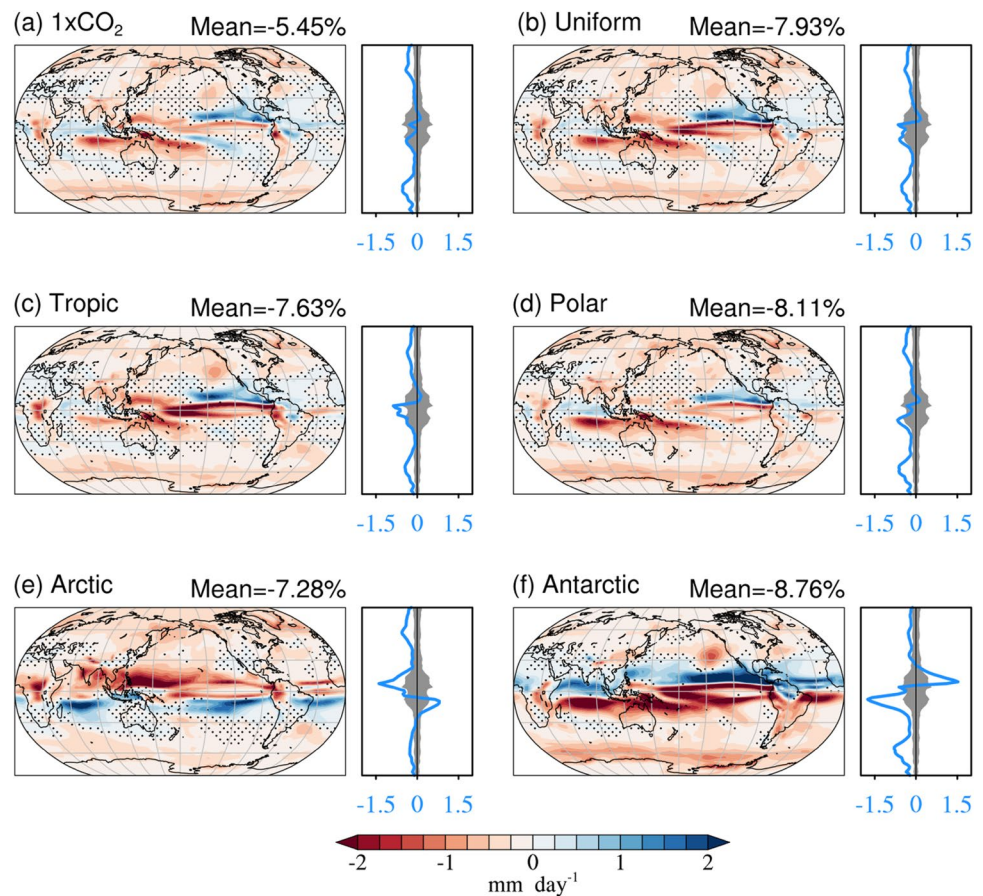 (a) 1xCO₂ Mean=-5.45%
(b) Uniform Mean=-7.93%
-1.5 0 1.5
-1.5 0 1.5
(c) Tropic Mean=-7.63%
(d) Polar Mean=-8.11%
-1.5 0 1.5
-1.5 0 1.5
(e) Arctic Mean=-7.28%
(f) Antarctic Mean=-8.76%
-1.5 0 1.5
-1.5 0 1.5
-2 -1 0 1 2
mm day⁻¹